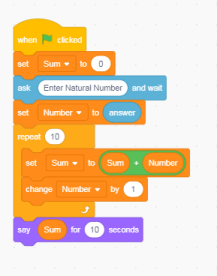 when clicked
set Sum to 0
ask Enter Natural Number and wait
set Number to answer
repeat 10
set Sum to Sum + Number
change Number by 1
say Sum for 10 seconds